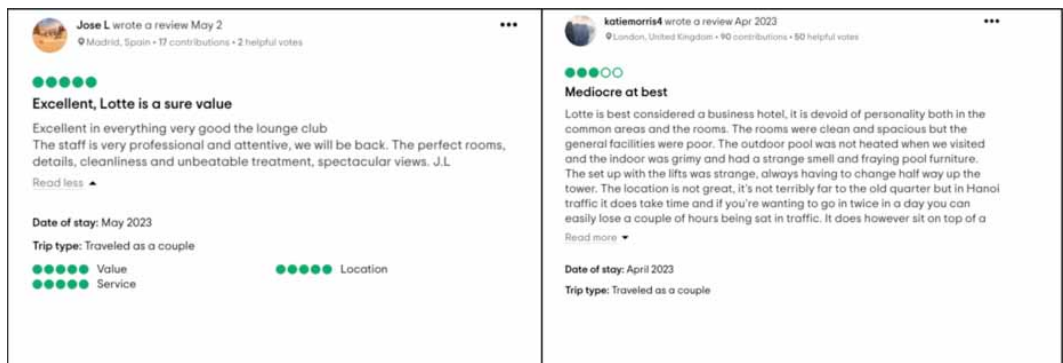 Jose L wrote a review May 2
Madrid, Spain • 17 contributions • 2 helpful votes
Excellent, Lotte is a sure value
Excellent in everything very good the lounge club
The staff is very professional and attentive, we will be back. The perfect rooms,
details, cleanliness and unbeatable treatment, spectacular views. J.L
Read less
Date of stay: May 2023
Trip type: Traveled as a couple
Value
Location
Service
katiemorris4 wrote a review Apr 2023
London, United Kingdom • 90 contributions • 50 helpful votes
Mediocre at best
Lotte is best considered a business hotel, it is devoid of personality both in the
common areas and the rooms. The rooms were clean and spacious but the
general facilities were poor. The outdoor pool was not heated when we visited
and the indoor was grimy and had a strange smell and fraying pool furniture.
The set up with the lifts was strange, always having to change half way up the
tower. The location is not great, it's not terribly far to the old quarter but in Hanoi
traffic it does take time and if you're wanting to go in twice in a day you can
easily lose a couple of hours being sat in traffic. It does however sit on top of a
Read more
Date of stay: April 2023
Trip type: Traveled as a couple